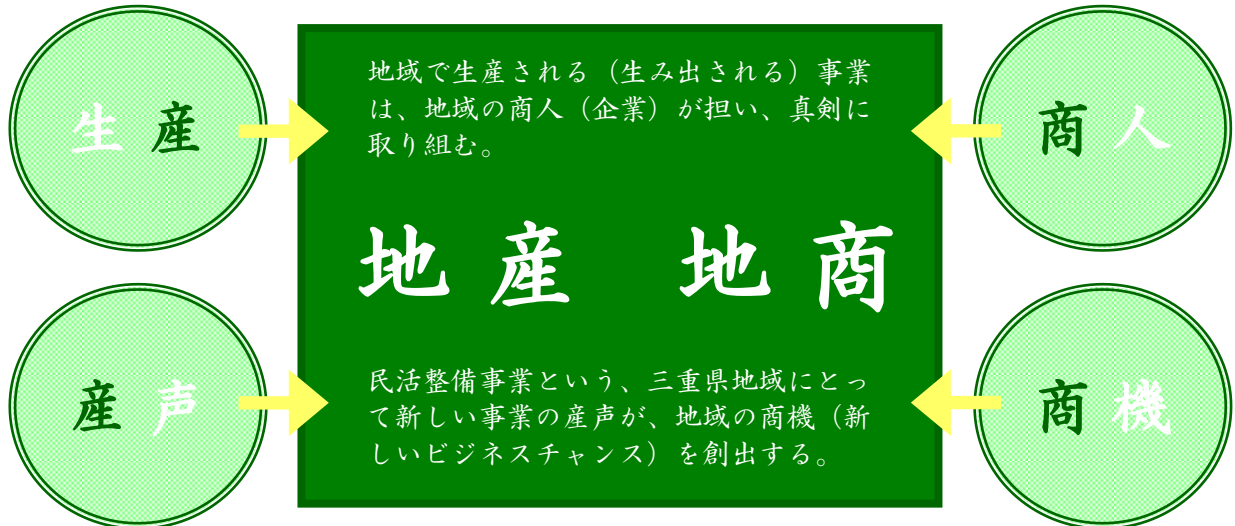 生産
地域で生産される（生み出される）事業
は、地域の商人（企業）が担い、真剣に
取り組む。
商人
地産 地商
産声
民活整備事業という、三重県地域にとっ
て新しい事業の産声が、地域の商機（新
しいビジネスチャンス）を創出する。
商機